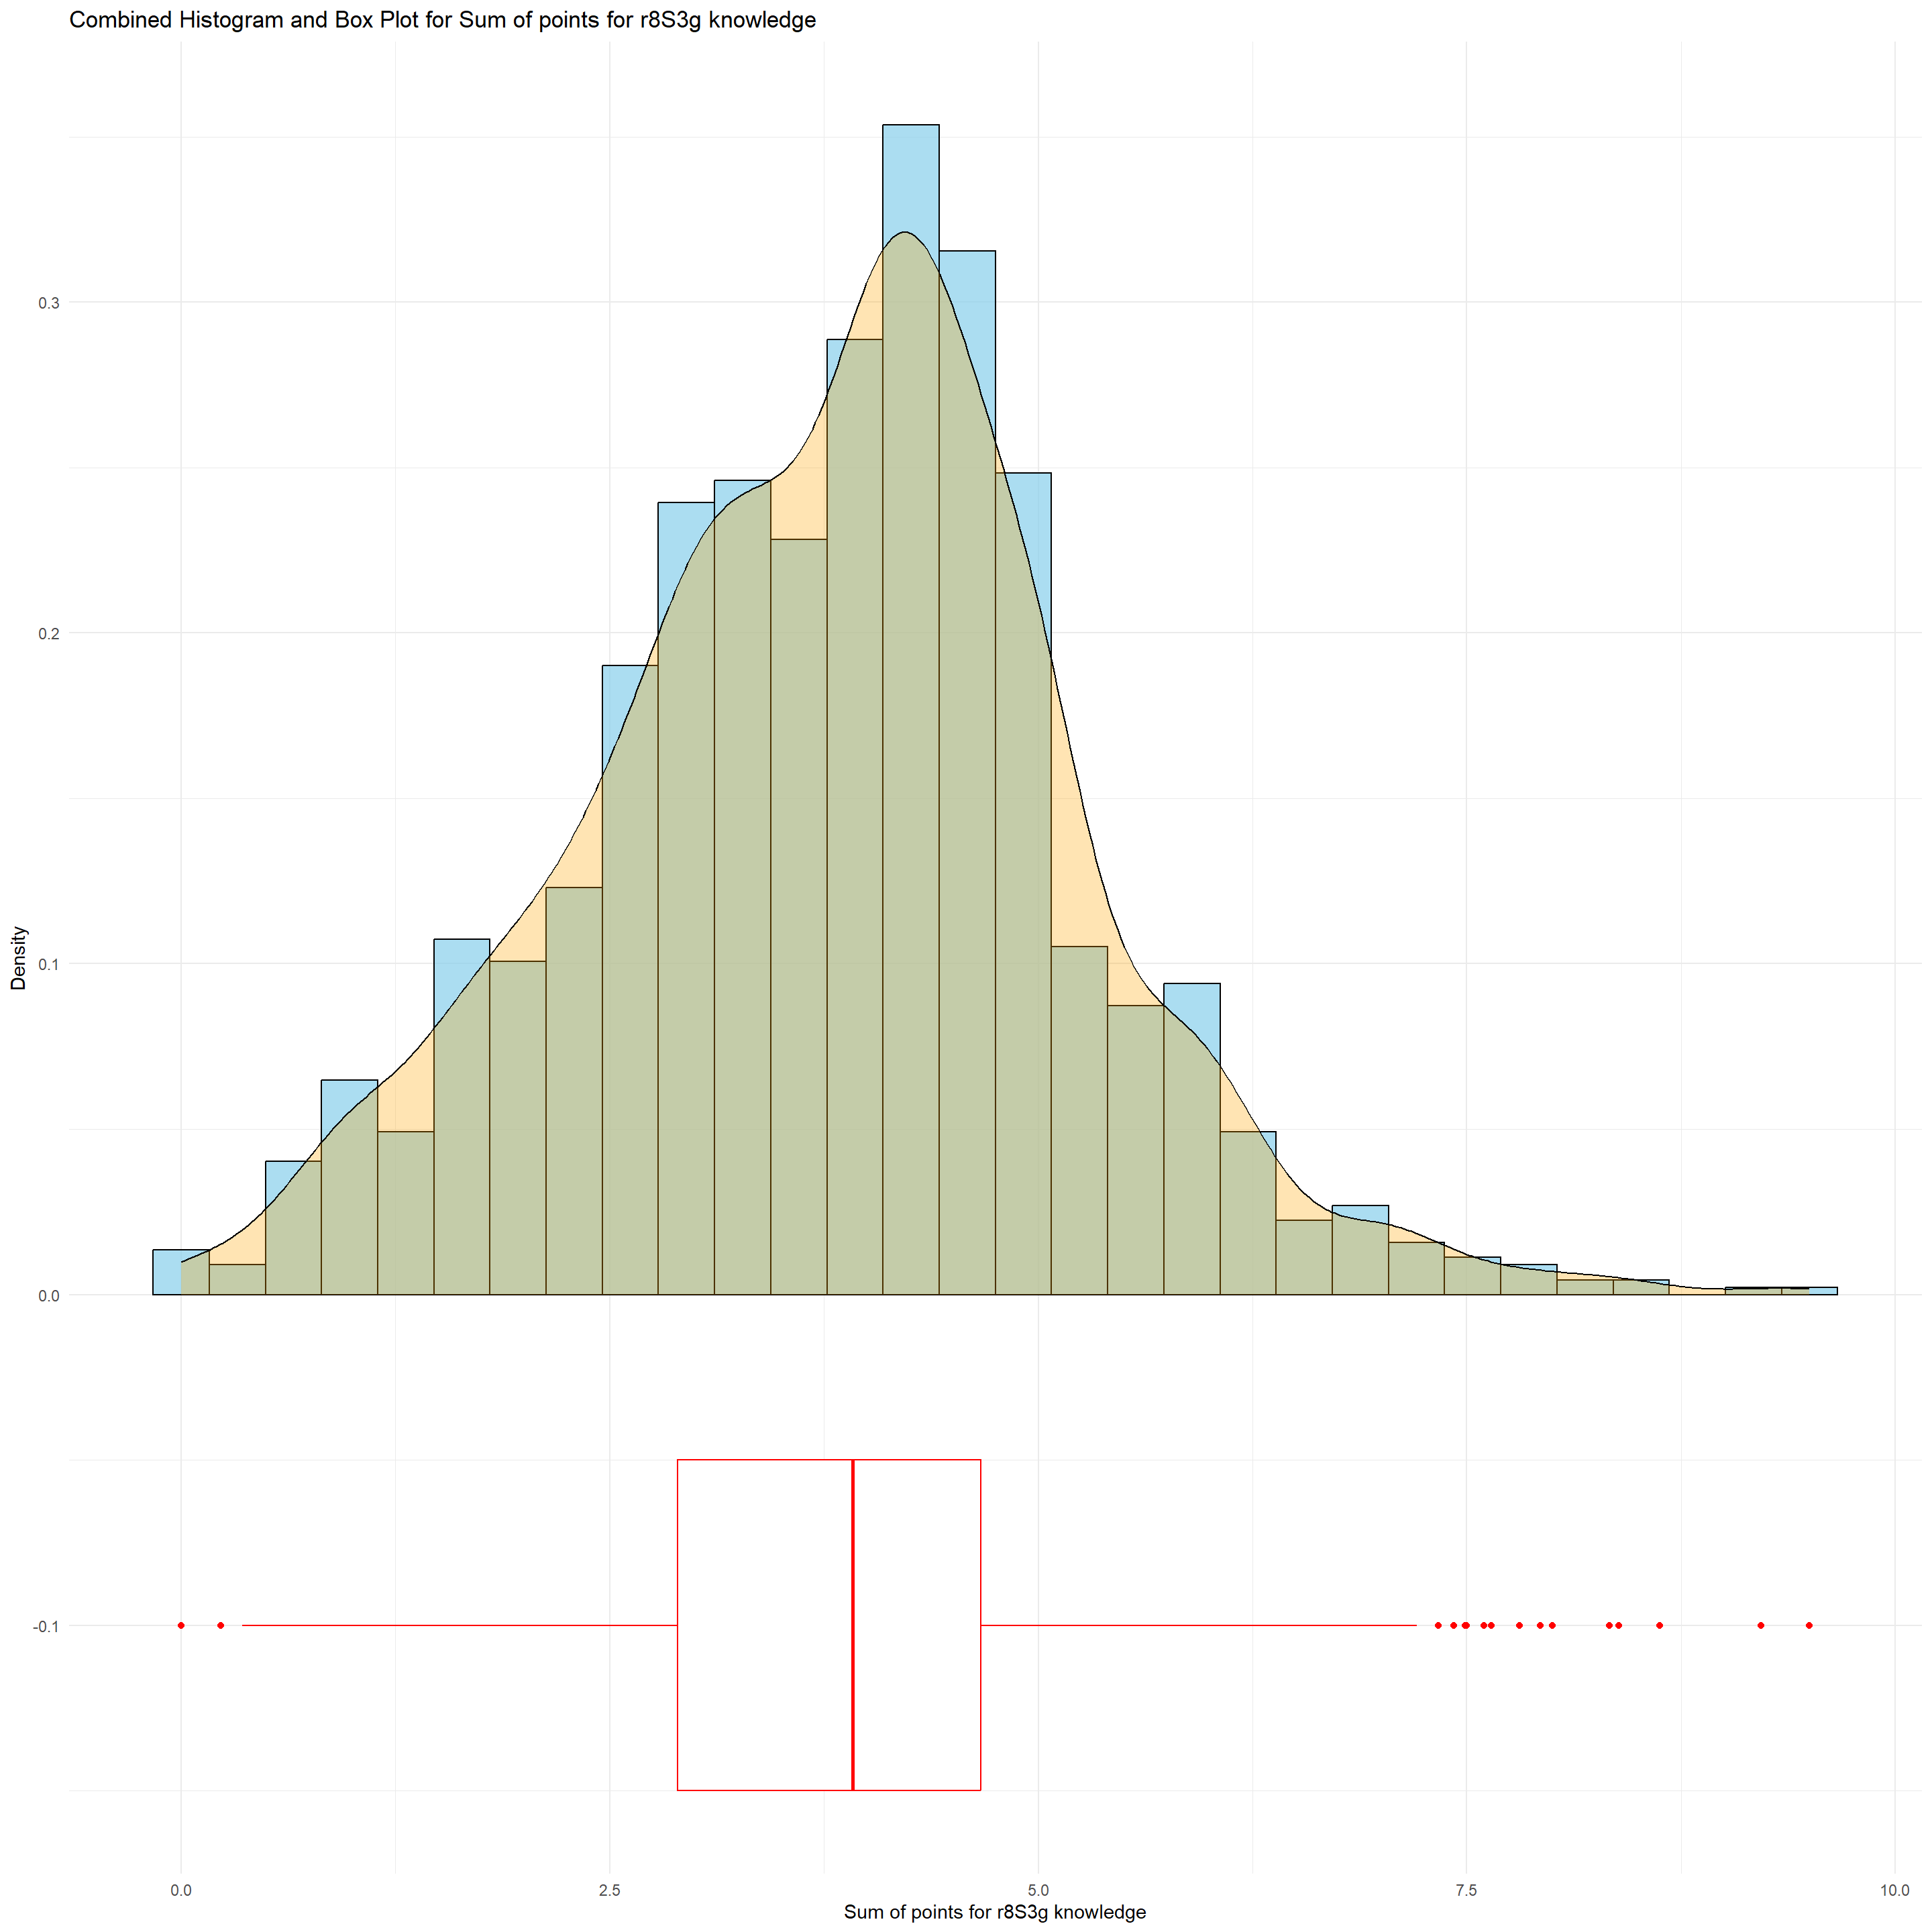 Combined Histogram and Box Plot for Sum of points for r8S3g knowledge
0.3
0.2
0.1
0.0
-0.1
Density
0.0 2.5 5.0 7.5 10.0
Sum of points for r8S3g knowledge